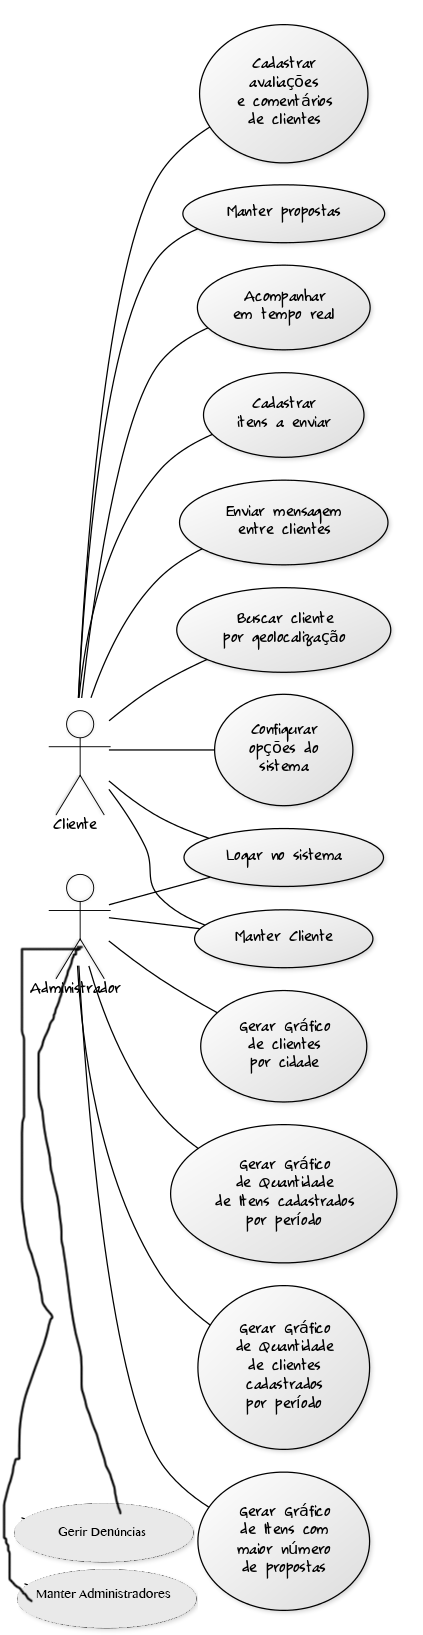 Cadastrar
avaliações
e comentários
de clientes
Manter propostas
Acompanhar
em tempo real
Cadastrar
itens a enviar
Enviar mensagem
entre clientes
Buscar cliente
por geolocalização
Configurar
opções do
sistema
Cliente
Logar no sistema
Manter Cliente
Administrador
Gerar Gráfico
de clientes
por cidade
Gerar Gráfico
de Quantidade
de Itens cadastrados
por período
Gerar Gráfico
de Quantidade
de clientes
cadastrados
por período
Gerar Gráfico
de Itens com
maior número
de propostas
Gerir Denúncias
Manter Administradores